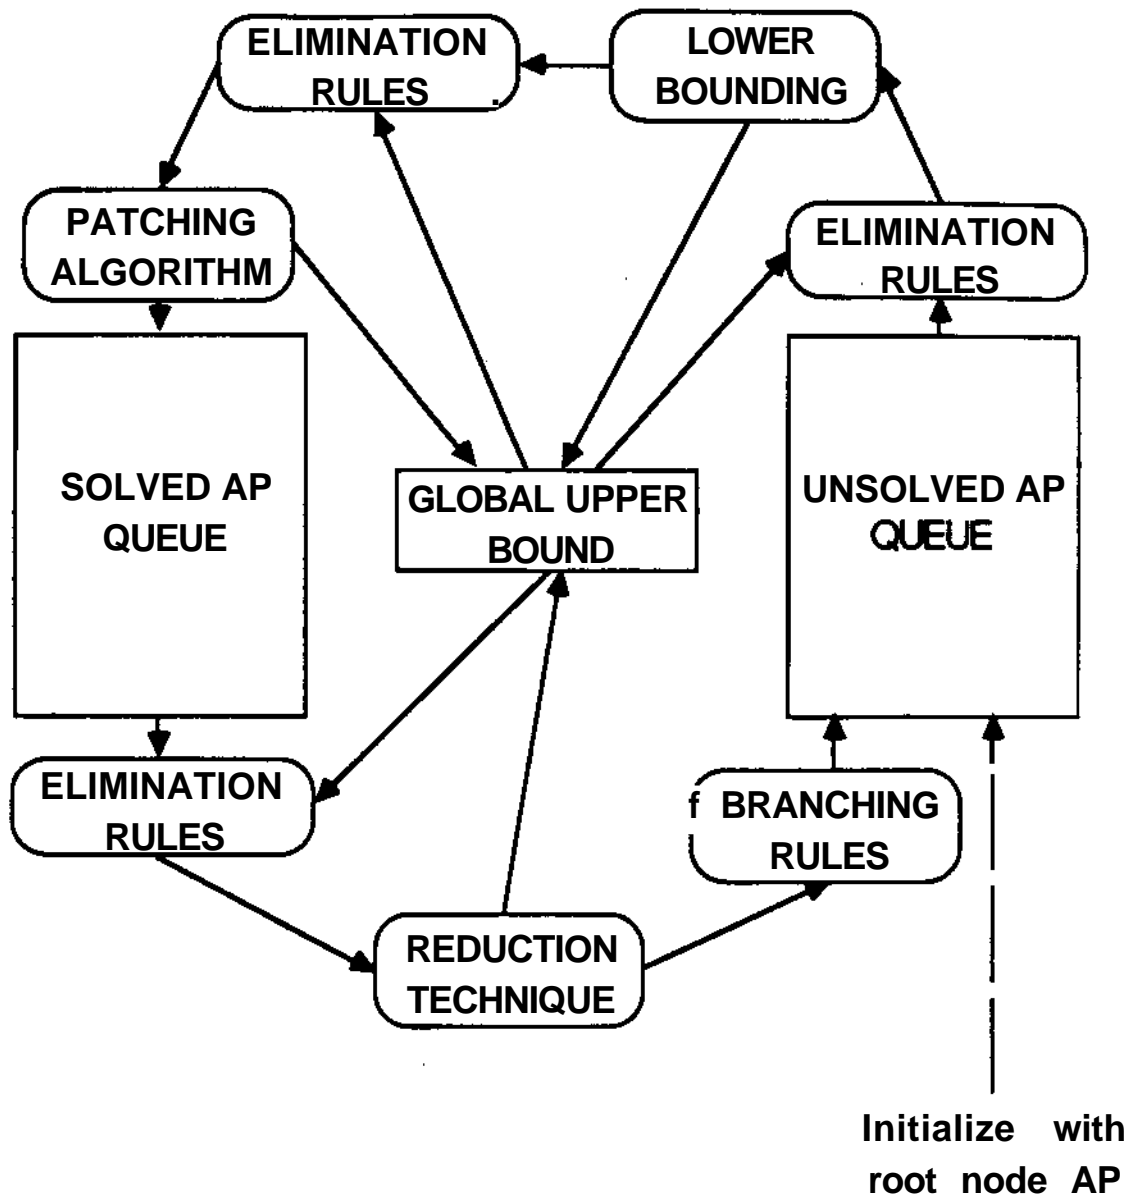 ELIMINATION
RULES .
LOWER
BOUNDING
PATCHING
ALGORITHM
ELIMINATION
RULES
SOLVED AP
QUEUE
GLOBAL UPPER
BOUND
UNSOLVED AP
QUEUE
ELIMINATION
RULES
f BRANCHING
RULES
REDUCTION
TECHNIQUE
Initialize with
root node AP